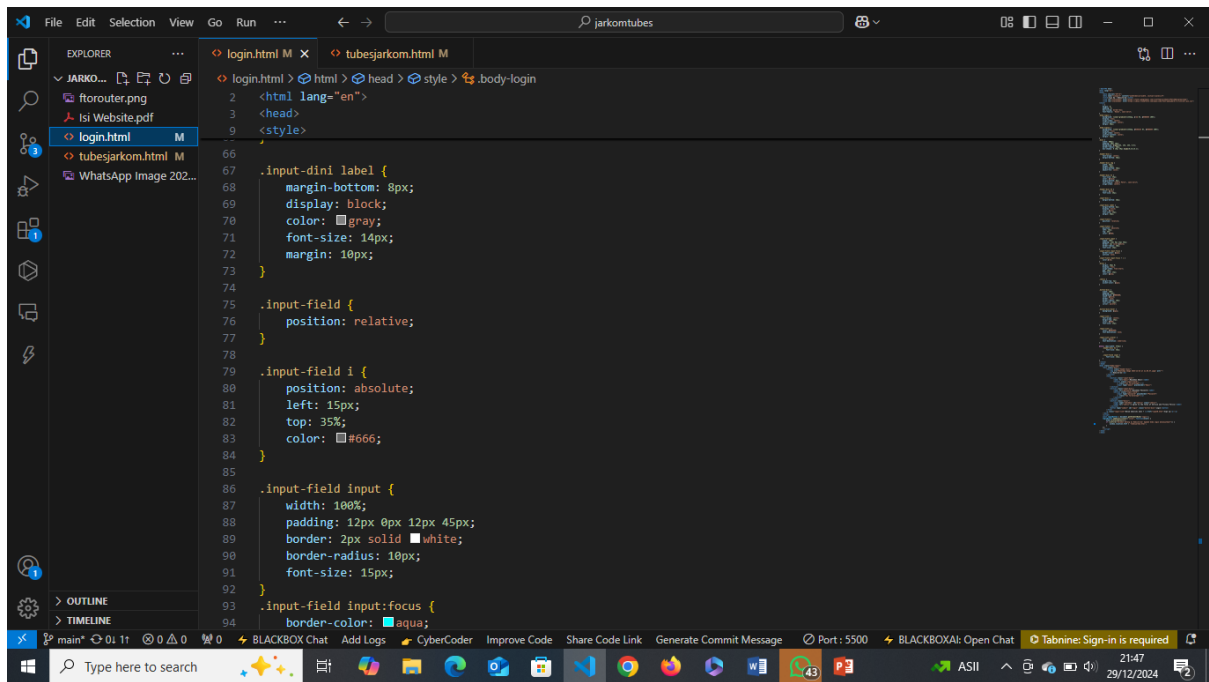 File Edit Selection View Go Run ··· jarkomtubes
EXPLORER ···
JARKO...
ftorouter.png
Isi Website.pdf
login.html M
tubesjarkom.html M
WhatsApp Image 202...
OUTLINE
TIMELINE
login.html M tubesjarkom.html M
login.html > html > head > style > .body-login
2 <html lang="en">
3 <head>
9 <style>
}
66
67 .input-dini label {
68 margin-bottom: 8px;
69 display: block;
70 color: gray;
71 font-size: 14px;
72 margin: 10px;
73 }
74
75 .input-field {
76 position: relative;
77 }
78
79 .input-field i {
80 position: absolute;
81 left: 15px;
82 top: 35%;
83 color: #666;
84 }
85
86 .input-field input {
87 width: 100%;
88 padding: 12px 0px 12px 45px;
89 border: 2px solid white;
90 border-radius: 10px;
91 font-size: 15px;
92 }
93 .input-field input:focus {
94 border-color: aqua;
3
1
1
main* 0↓ 1↑ 0 0 0 BLACKBOX Chat Add Logs CyberCoder Improve Code Share Code Link Generate Commit Message Port : 5500 BLACKBOXAI: Open Chat Tabnine: Sign-in is required
Type here to search 43 ASII 21:47
29/12/2024 2